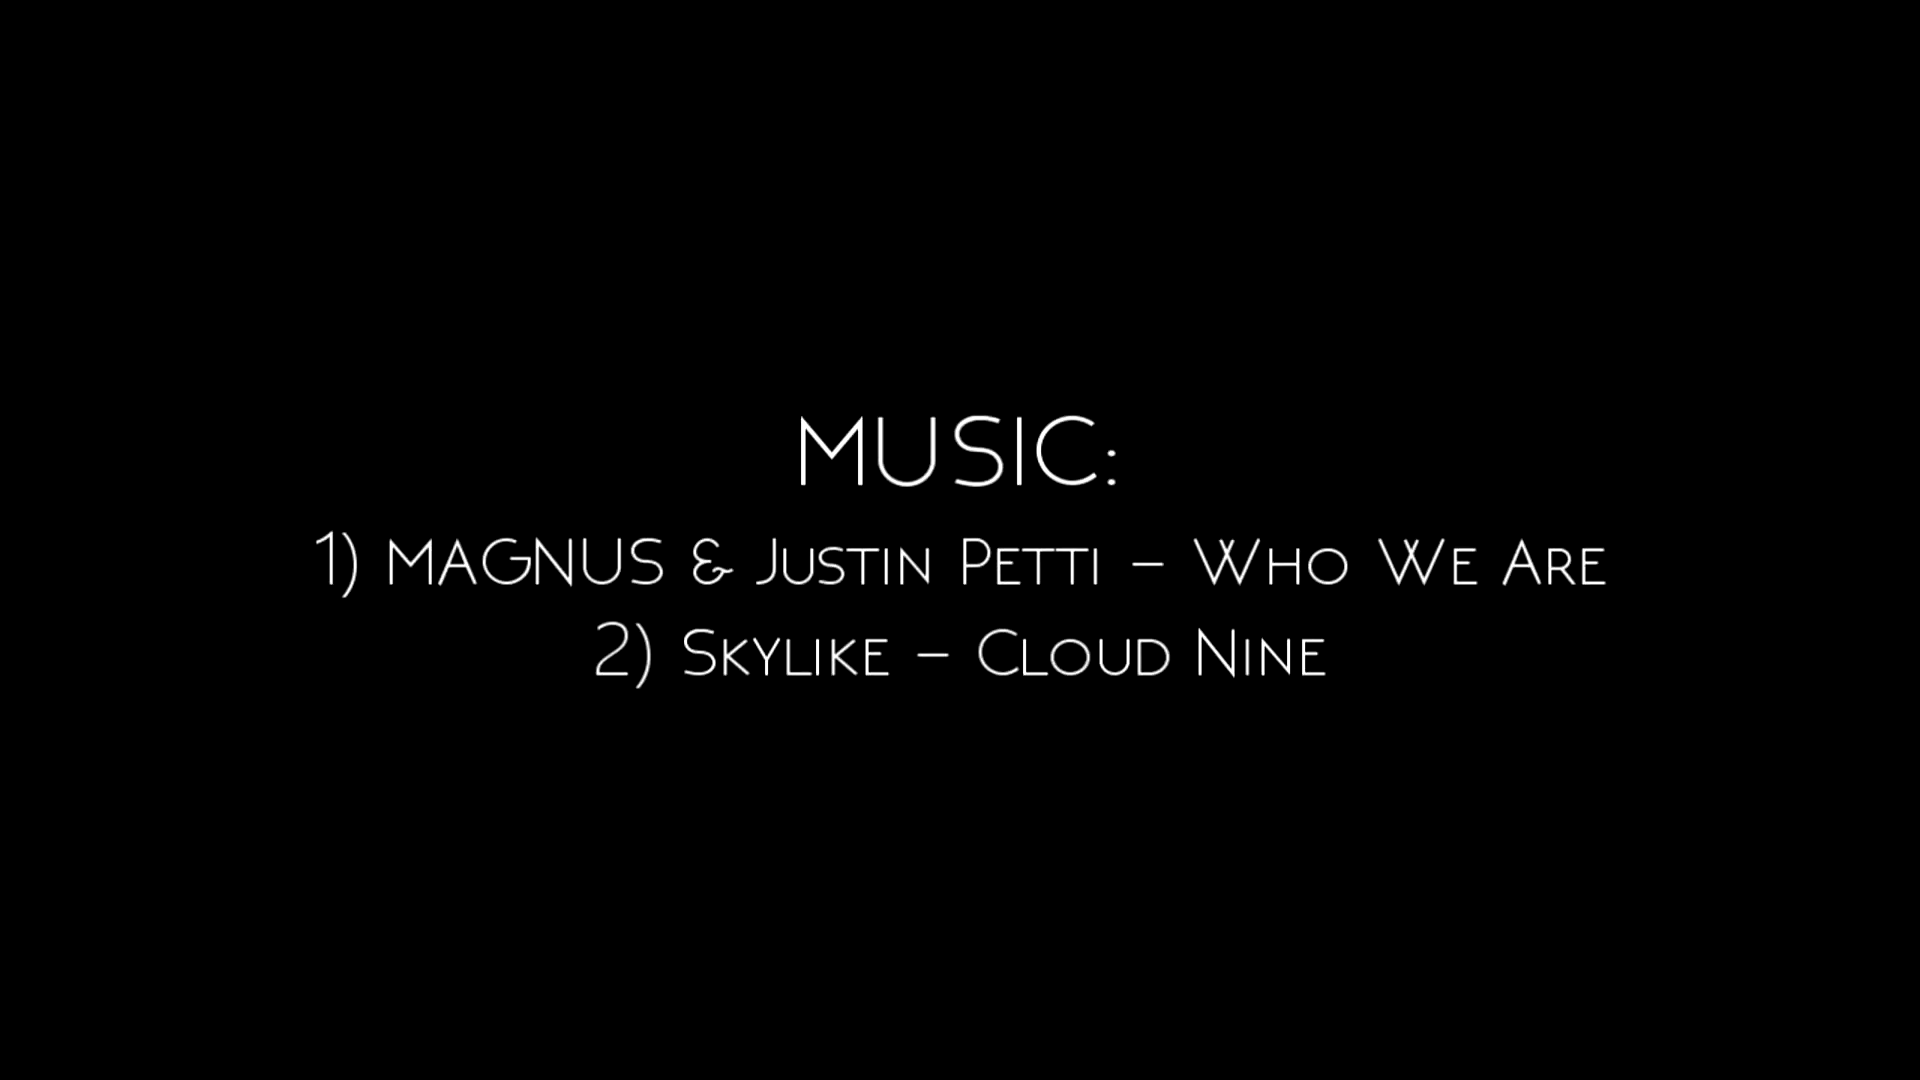 MUSIC:
1) MAGNUS & Justin Petti – Who We Are
2) Skylike – Cloud Nine